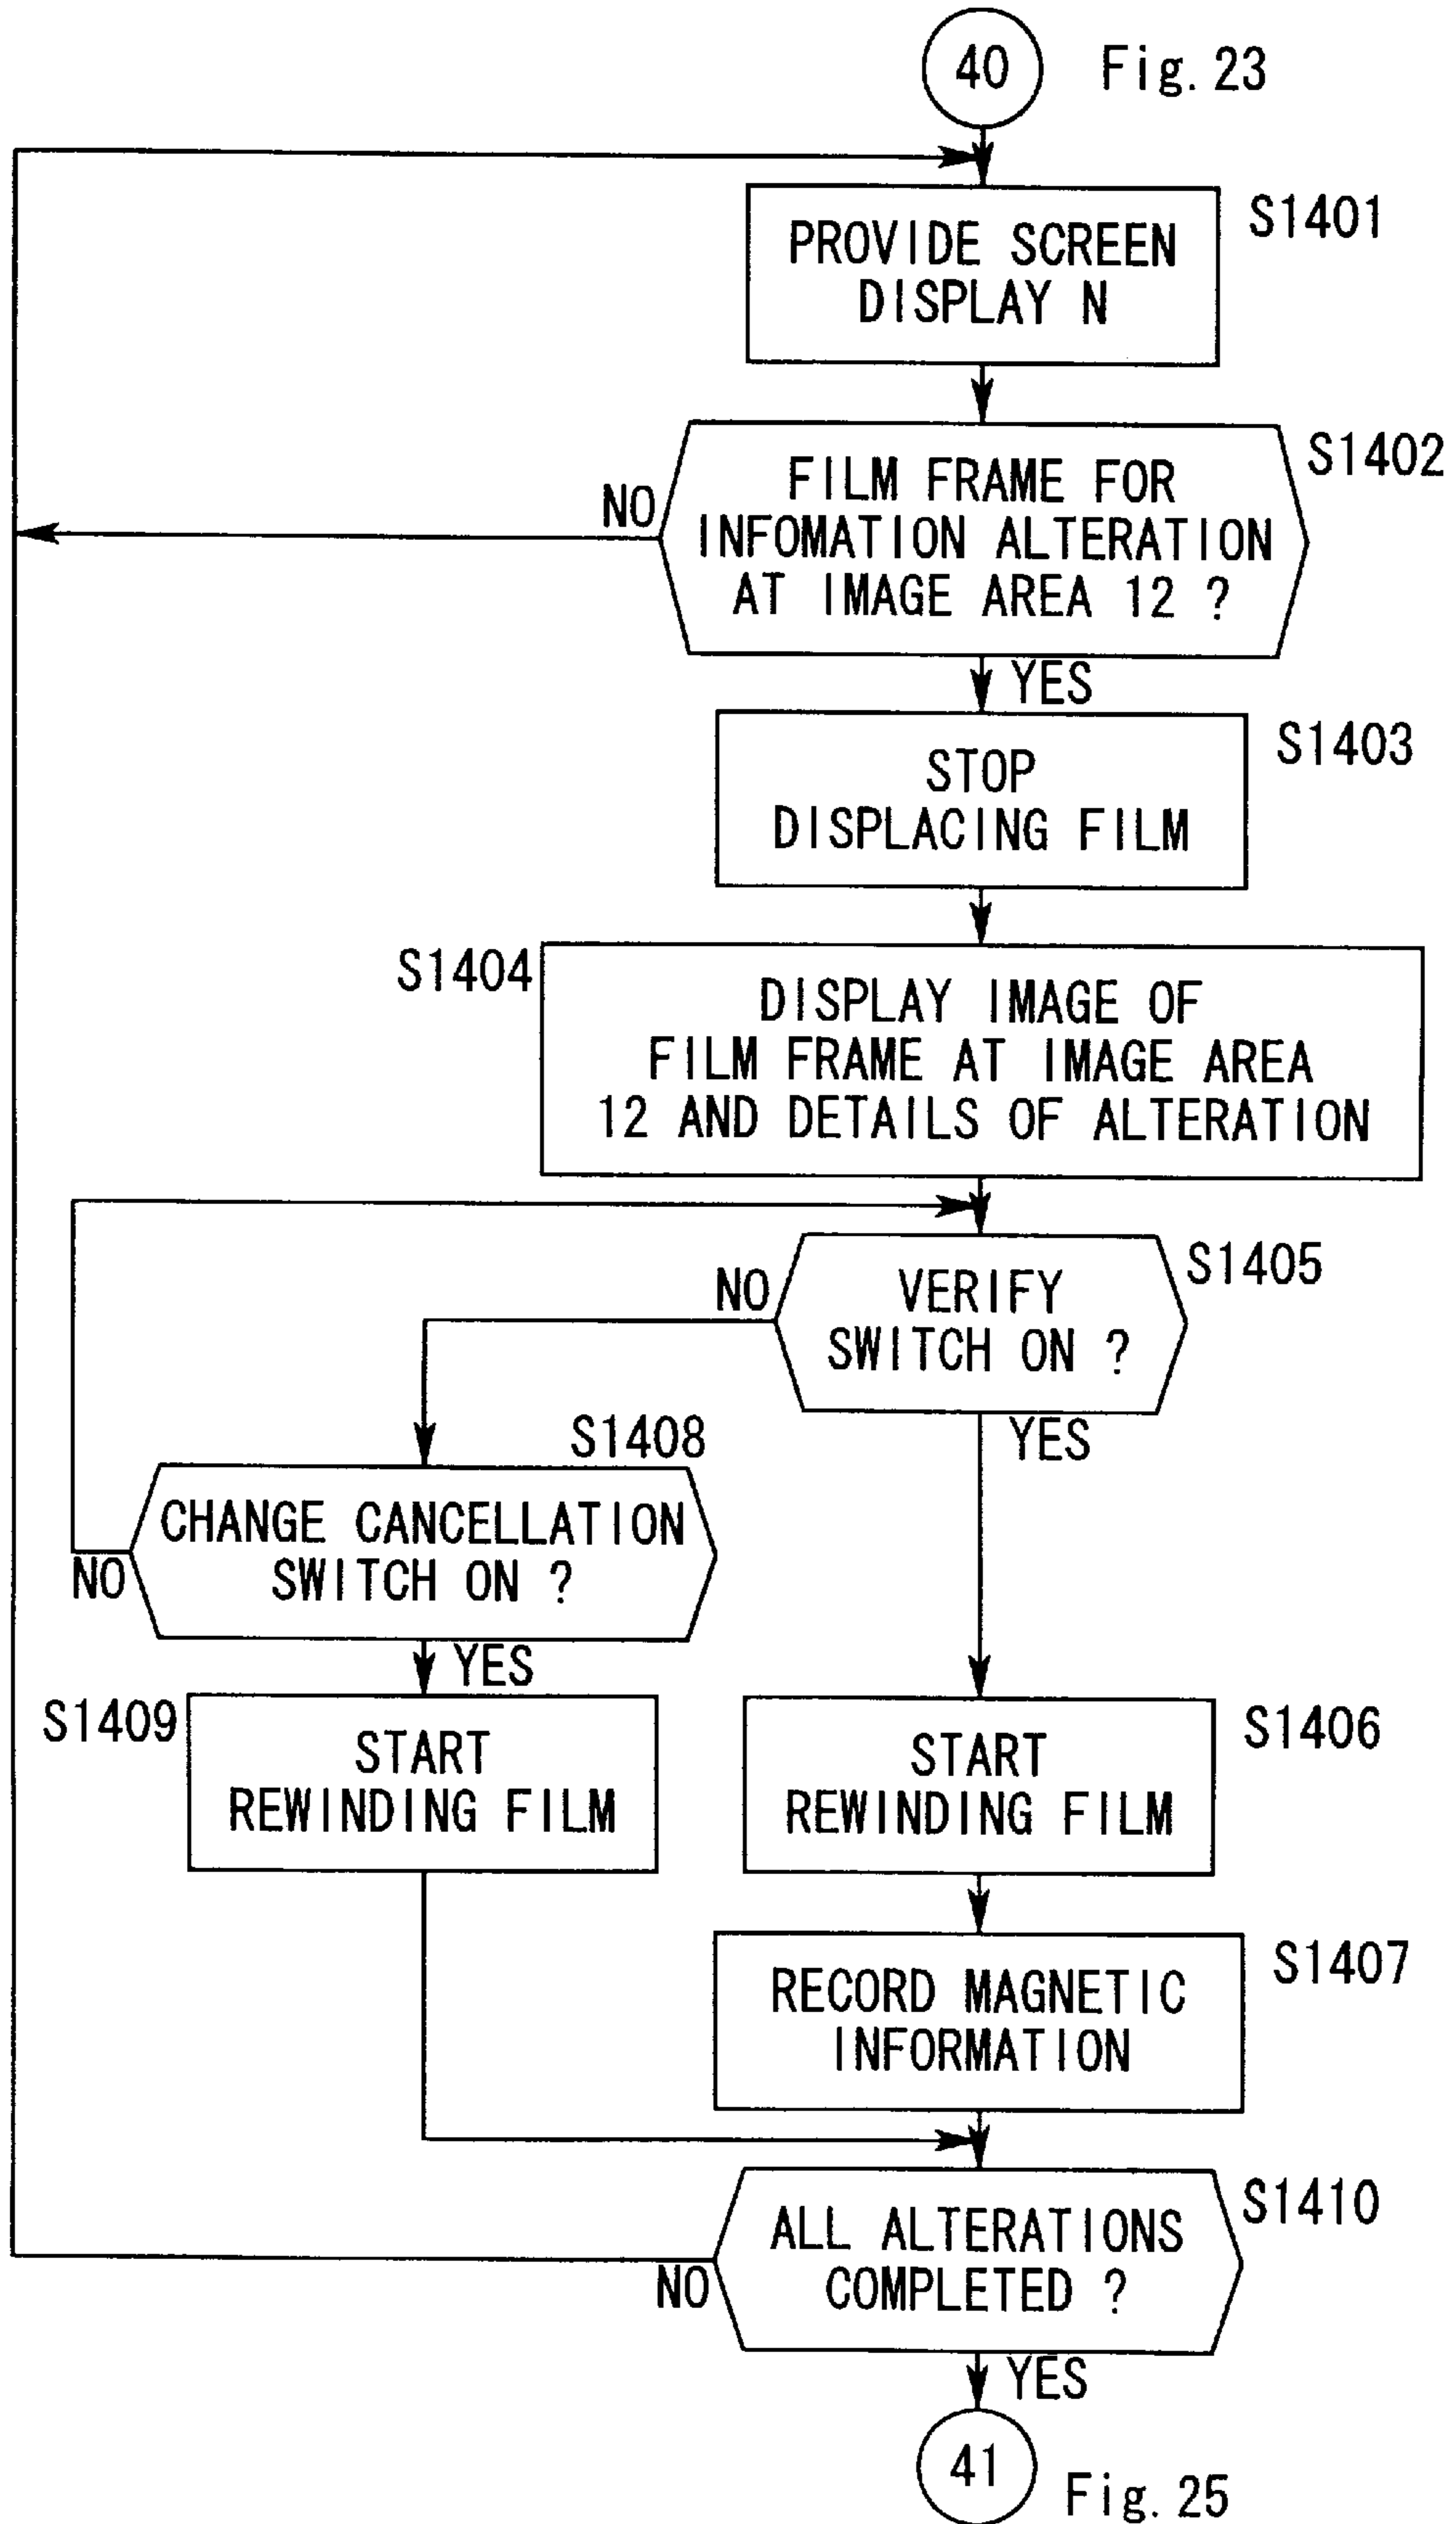 40 Fig. 23
S1401
PROVIDE SCREEN
DISPLAY N
S1402
FILM FRAME FOR
INFOMATION ALTERATION
AT IMAGE AREA 12 ?
NO
YES
S1403
STOP
DISPLACING FILM
S1404
DISPLAY IMAGE OF
FILM FRAME AT IMAGE AREA
12 AND DETAILS OF ALTERATION
S1405
VERIFY
SWITCH ON ?
NO
YES
S1408
CHANGE CANCELLATION
SWITCH ON ?
NO
YES
S1409
START
REWINDING FILM
S1406
START
REWINDING FILM
S1407
RECORD MAGNETIC
INFORMATION
S1410
ALL ALTERATIONS
COMPLETED ?
NO
YES
41 Fig. 25